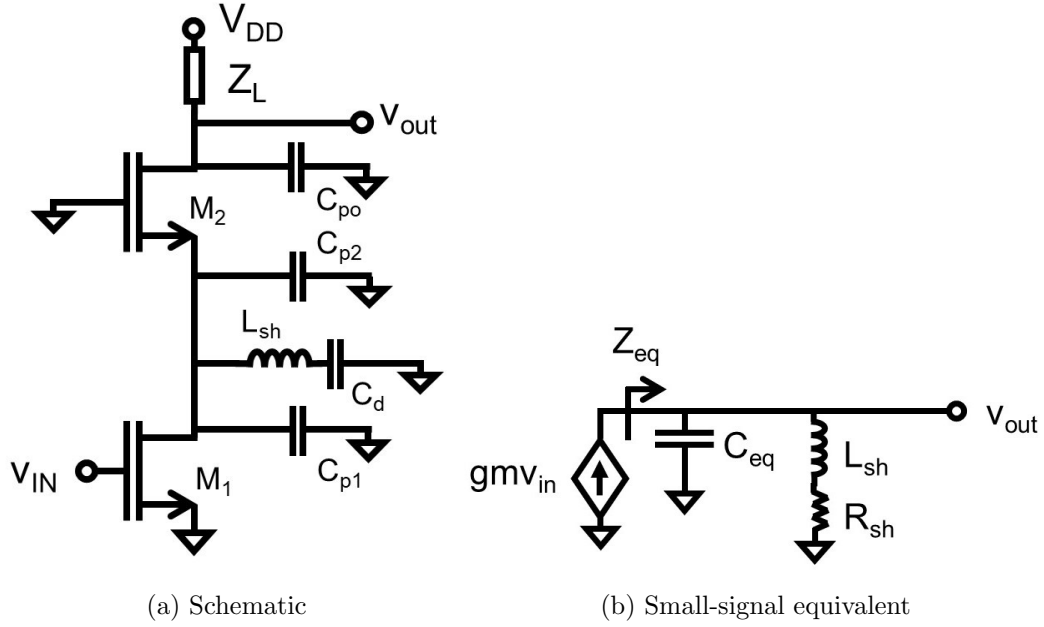 V_DD
Z_L
v_out
C_po
M_2
C_p2
L_sh
C_d
C_p1
v_IN
M_1
Z_eq
C_eq
v_out
gmv_in
L_sh
R_sh
(a) Schematic
(b) Small-signal equivalent